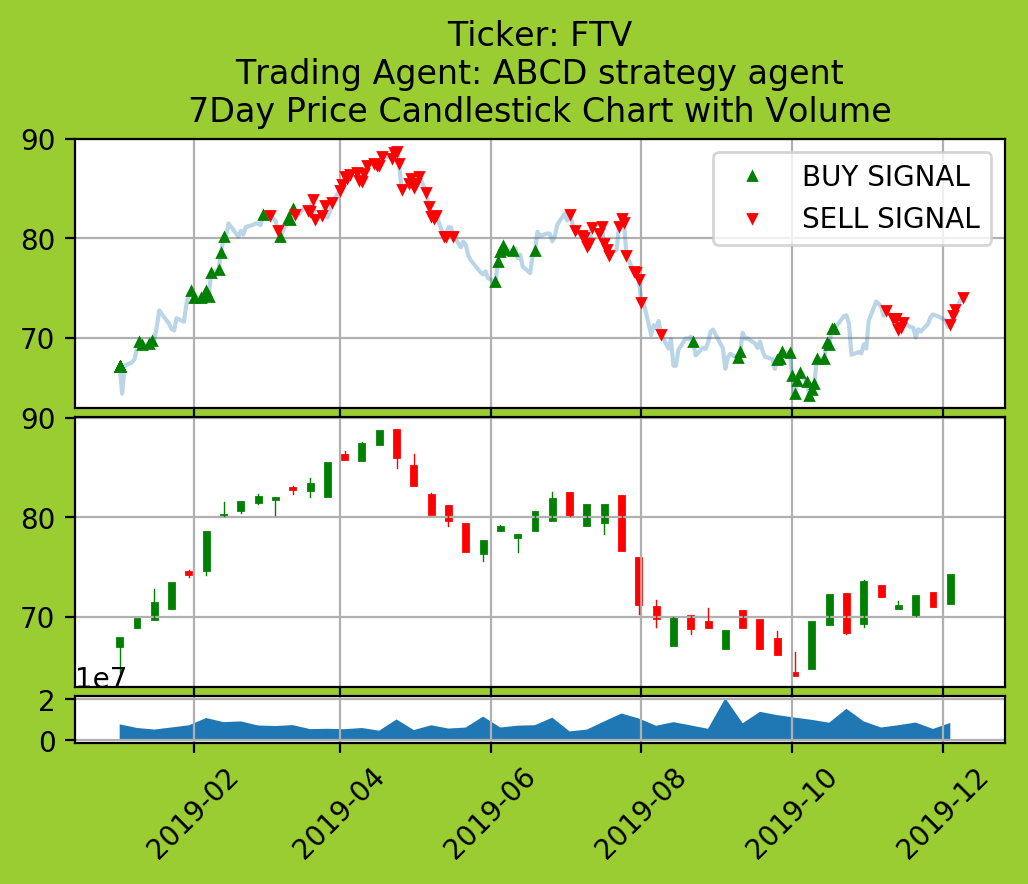 Ticker: FTV
Trading Agent: ABCD strategy agent
7Day Price Candlestick Chart with Volume
90
80
70
BUY SIGNAL
SELL SIGNAL
90
80
70
1e7
2
0
2019-02
2019-04
2019-06
2019-08
2019-10
2019-12